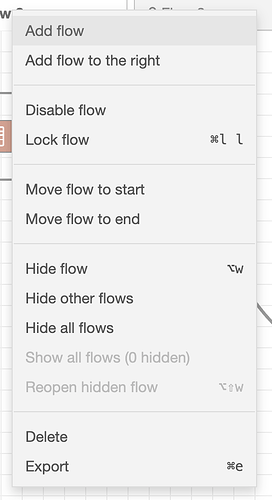 Add flow
Add flow to the right
Disable flow
Lock flow ⌘l l
Move flow to start
Move flow to end
Hide flow ⌥w
Hide other flows
Hide all flows
Show all flows (0 hidden)
Reopen hidden flow ⌥⇧w
Delete
Export ⌘e